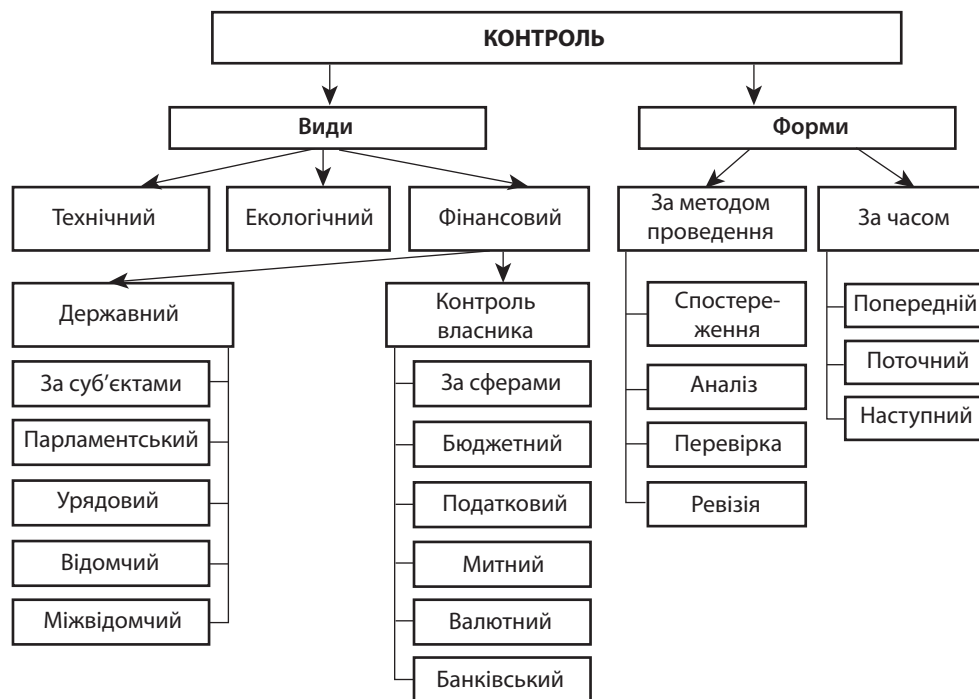 КОНТРОЛЬ
Види
Форми
Технічний
Екологічний
Фінансовий
За методом
проведення
За часом
Державний
Контроль
власника
Спостере-
ження
Попередній
За суб’єктами
За сферами
Аналіз
Поточний
Парламентський
Бюджетний
Перевірка
Наступний
Урядовий
Податковий
Ревізія
Відомчий
Митний
Міжвідомчий
Валютний
Банківський